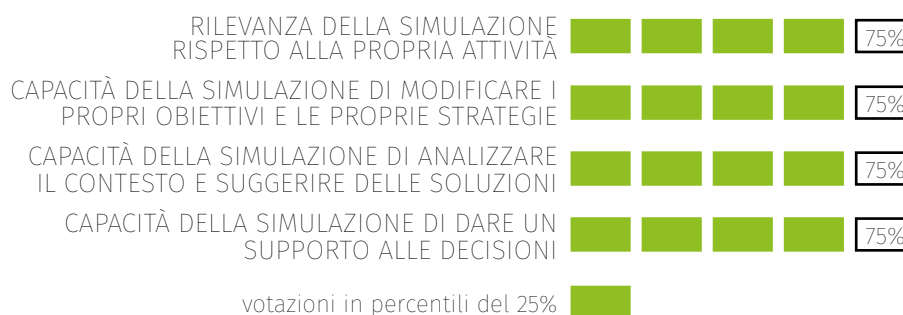 RILEVANZA DELLA SIMULAZIONE
RISPETTO ALLA PROPRIA ATTIVITÀ
75%
CAPACITÀ DELLA SIMULAZIONE DI MODIFICARE I
PROPRI OBIETTIVI E LE PROPRIE STRATEGIE
75%
CAPACITÀ DELLA SIMULAZIONE DI ANALIZZARE
IL CONTESTO E SUGGERIRE DELLE SOLUZIONI
75%
CAPACITÀ DELLA SIMULAZIONE DI DARE UN
SUPPORTO ALLE DECISIONI
75%
votazioni in percentili del 25%